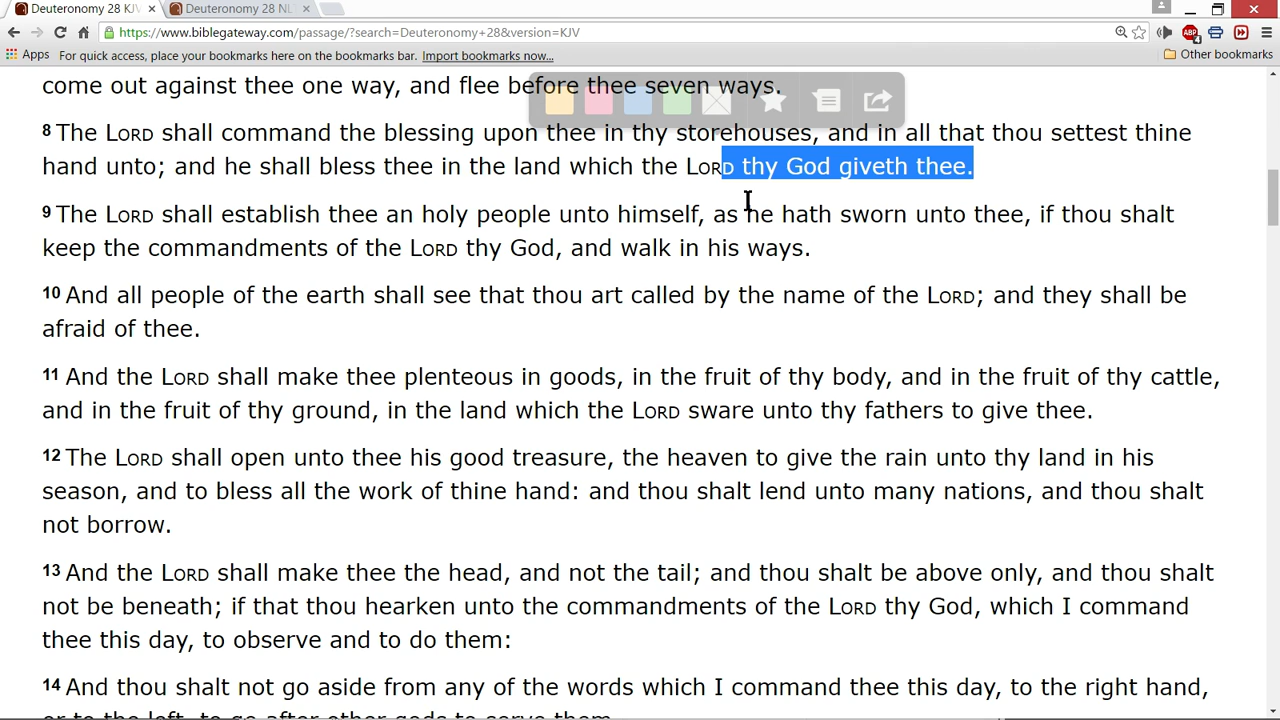 Deuteronomy 28 KJV
Deuteronomy 28 NL
https://www.biblegateway.com/passage/?search=Deuteronomy+28&version=KJV
Apps For quick access, place your bookmarks here on the bookmarks bar. Import bookmarks now... Other bookmarks
come out against thee one way, and flee before thee seven ways.
8 The LORD shall command the blessing upon thee in thy storehouses, and in all that thou settest thine
hand unto; and he shall bless thee in the land which the LORD thy God giveth thee.
9 The LORD shall establish thee an holy people unto himself, as he hath sworn unto thee, if thou shalt
keep the commandments of the LORD thy God, and walk in his ways.
10 And all people of the earth shall see that thou art called by the name of the LORD; and they shall be
afraid of thee.
11 And the LORD shall make thee plenteous in goods, in the fruit of thy body, and in the fruit of thy cattle,
and in the fruit of thy ground, in the land which the LORD sware unto thy fathers to give thee.
12 The LORD shall open unto thee his good treasure, the heaven to give the rain unto thy land in his
season, and to bless all the work of thine hand: and thou shalt lend unto many nations, and thou shalt
not borrow.
13 And the LORD shall make thee the head, and not the tail; and thou shalt be above only, and thou shalt
not be beneath; if that thou hearken unto the commandments of the LORD thy God, which I command
thee this day, to observe and to do them:
14 And thou shalt not go aside from any of the words which I command thee this day, to the right hand,
or to the left, to go after other gods to serve them.